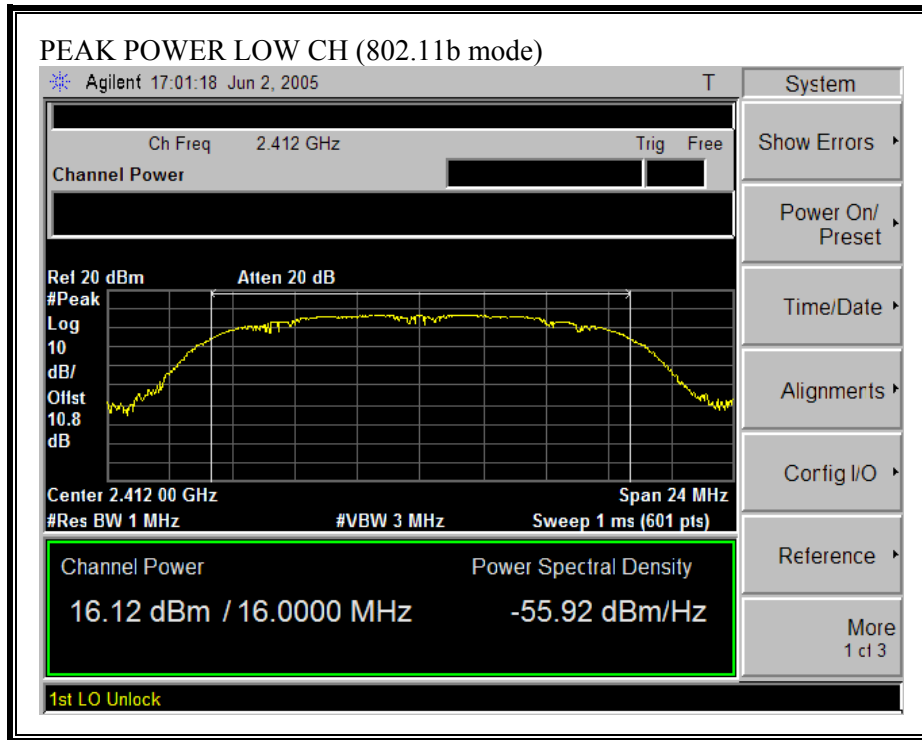 PEAK POWER LOW CH (802.11b mode)
Agilent 17:01:18 Jun 2, 2005 T
System
Ch Freq 2.412 GHz Trig Free
Channel Power
Show Errors
Power On/
Preset
Ref 20 dBm Atten 20 dB
#Peak
Log
10
dB/
Offst
10.8
dB
Time/Date
Alignments
Config I/O
Center 2.412 00 GHz Span 24 MHz
#Res BW 1 MHz #VBW 3 MHz Sweep 1 ms (601 pts)
Channel Power Power Spectral Density
16.12 dBm / 16.0000 MHz -55.92 dBm/Hz
Reference
More
1 of 3
1st LO Unlock